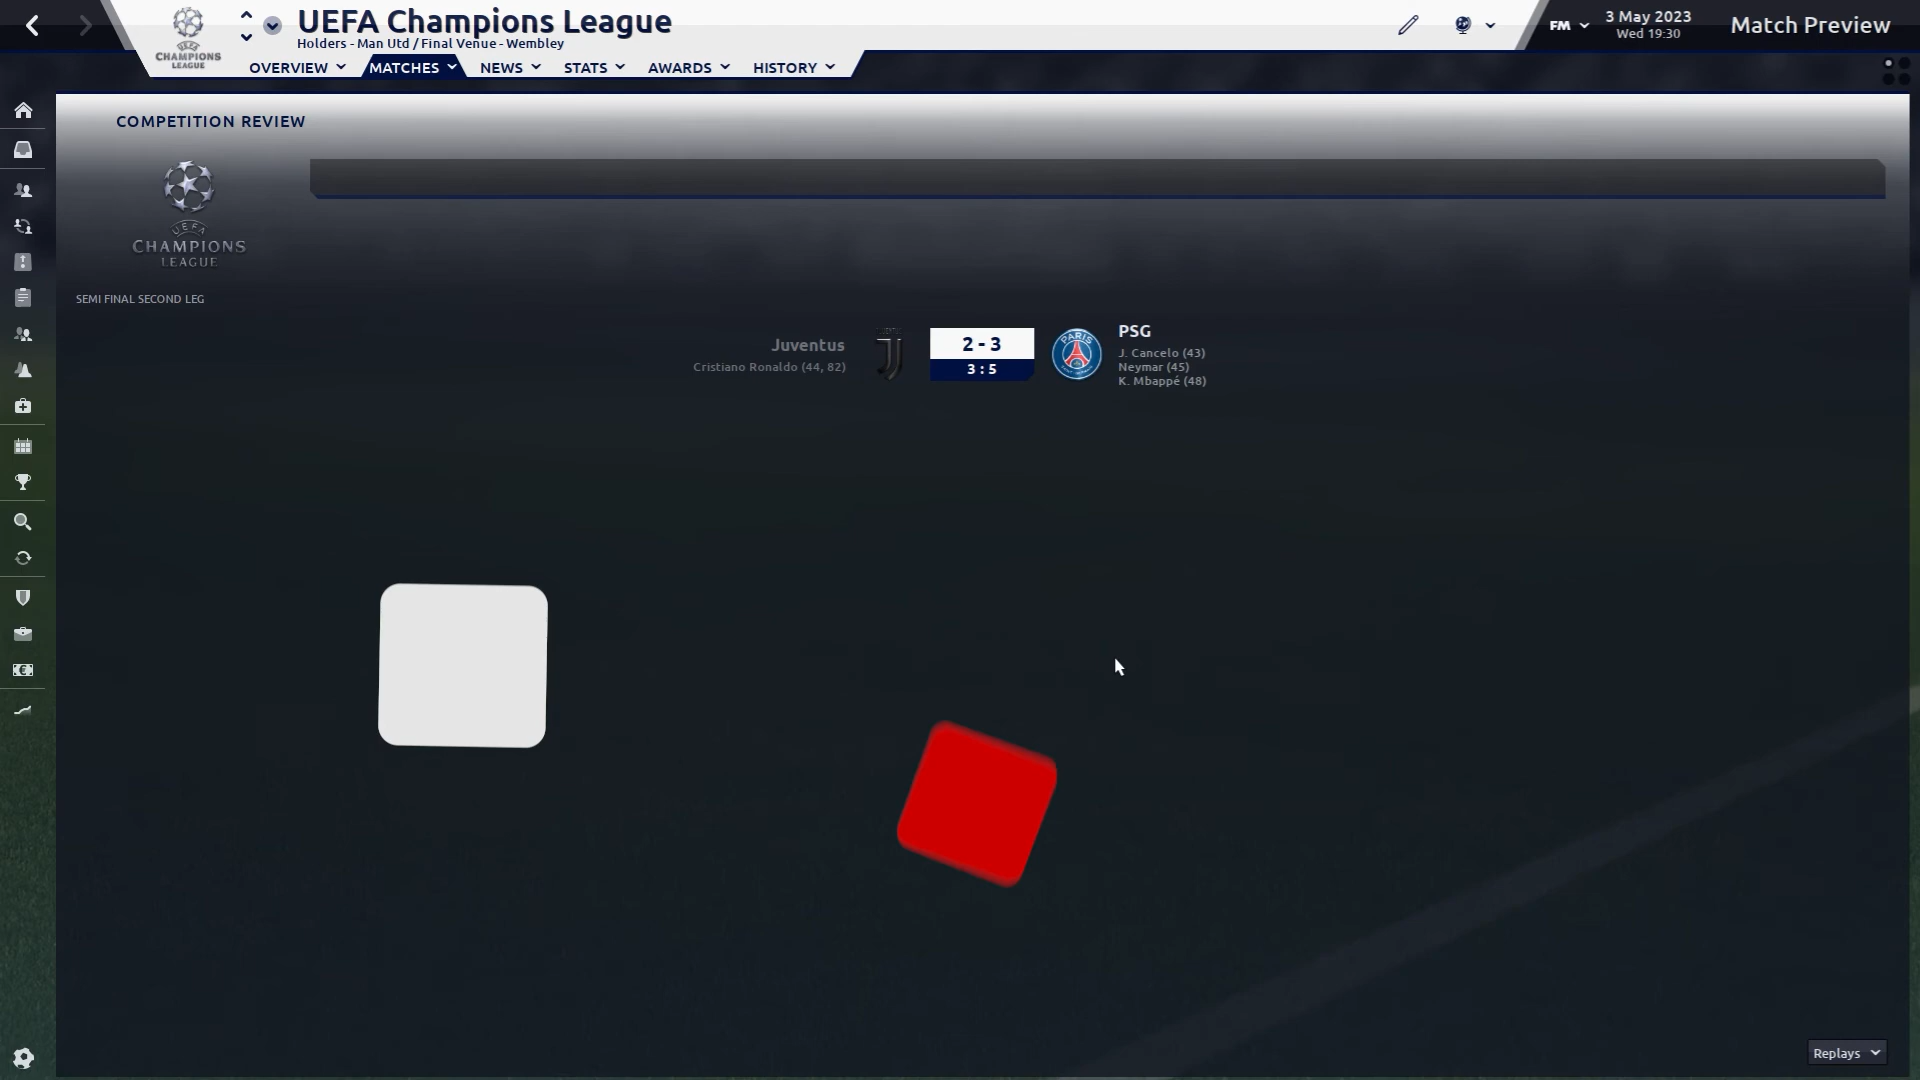 UEFA Champions League
Holders - Man Utd / Final Venue - Wembley
CHAMPIONS
LEAGUE
FM
3 May 2023
Wed 19:30
Match Preview
OVERVIEW
MATCHES
NEWS
STATS
AWARDS
HISTORY
COMPETITION REVIEW
UEFA
CHAMPIONS
LEAGUE
SEMI FINAL SECOND LEG
Juventus
Cristiano Ronaldo (44, 82)
2 - 3
3 : 5
PARIS
PSG
J. Cancelo (43)
Neymar (45)
K. Mbappé (48)
Replays